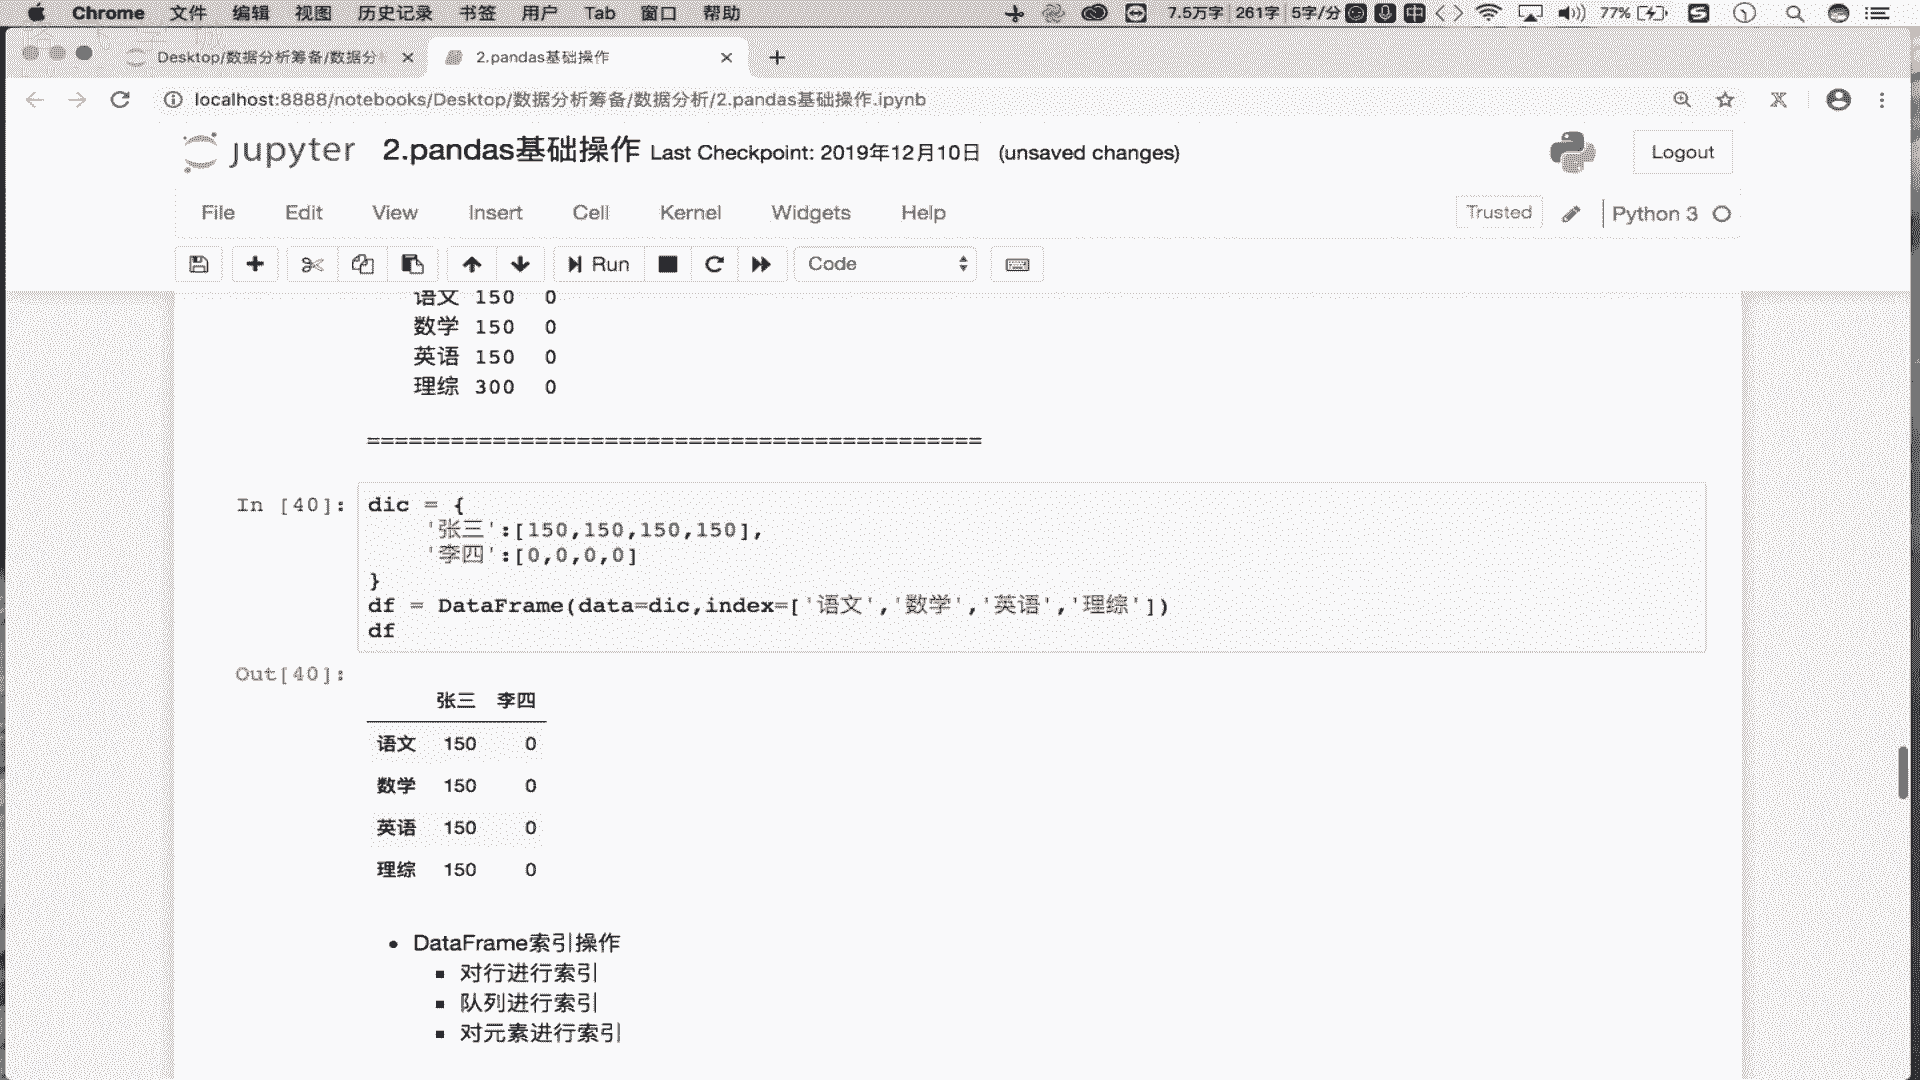 Chrome 文件 编辑 视图 历史记录 书签 用户 Tab 窗口 帮助 7.5万字 261字 5字/分 中 77%
Desktop/数据分析筹备/数据分 2.pandas基础操作
localhost:8888/notebooks/Desktop/数据分析筹备/数据分析/2.pandas基础操作.ipynb
jupyter 2.pandas基础操作 Last Checkpoint: 2019年12月10日 (unsaved changes) Logout
File Edit View Insert Cell Kernel Widgets Help Trusted Python 3
Run Code
语文 150 0
数学 150 0
英语 150 0
理综 300 0
============================================
In [40]: dic = {
'张三':[150,150,150,150],
'李四':[0,0,0,0]
}
df = DataFrame(data=dic,index=['语文','数学','英语','理综'])
df
Out[40]:
张三 李四
语文 150 0
数学 150 0
英语 150 0
理综 150 0
• DataFrame索引操作
▪ 对行进行索引
▪ 队列进行索引
▪ 对元素进行索引